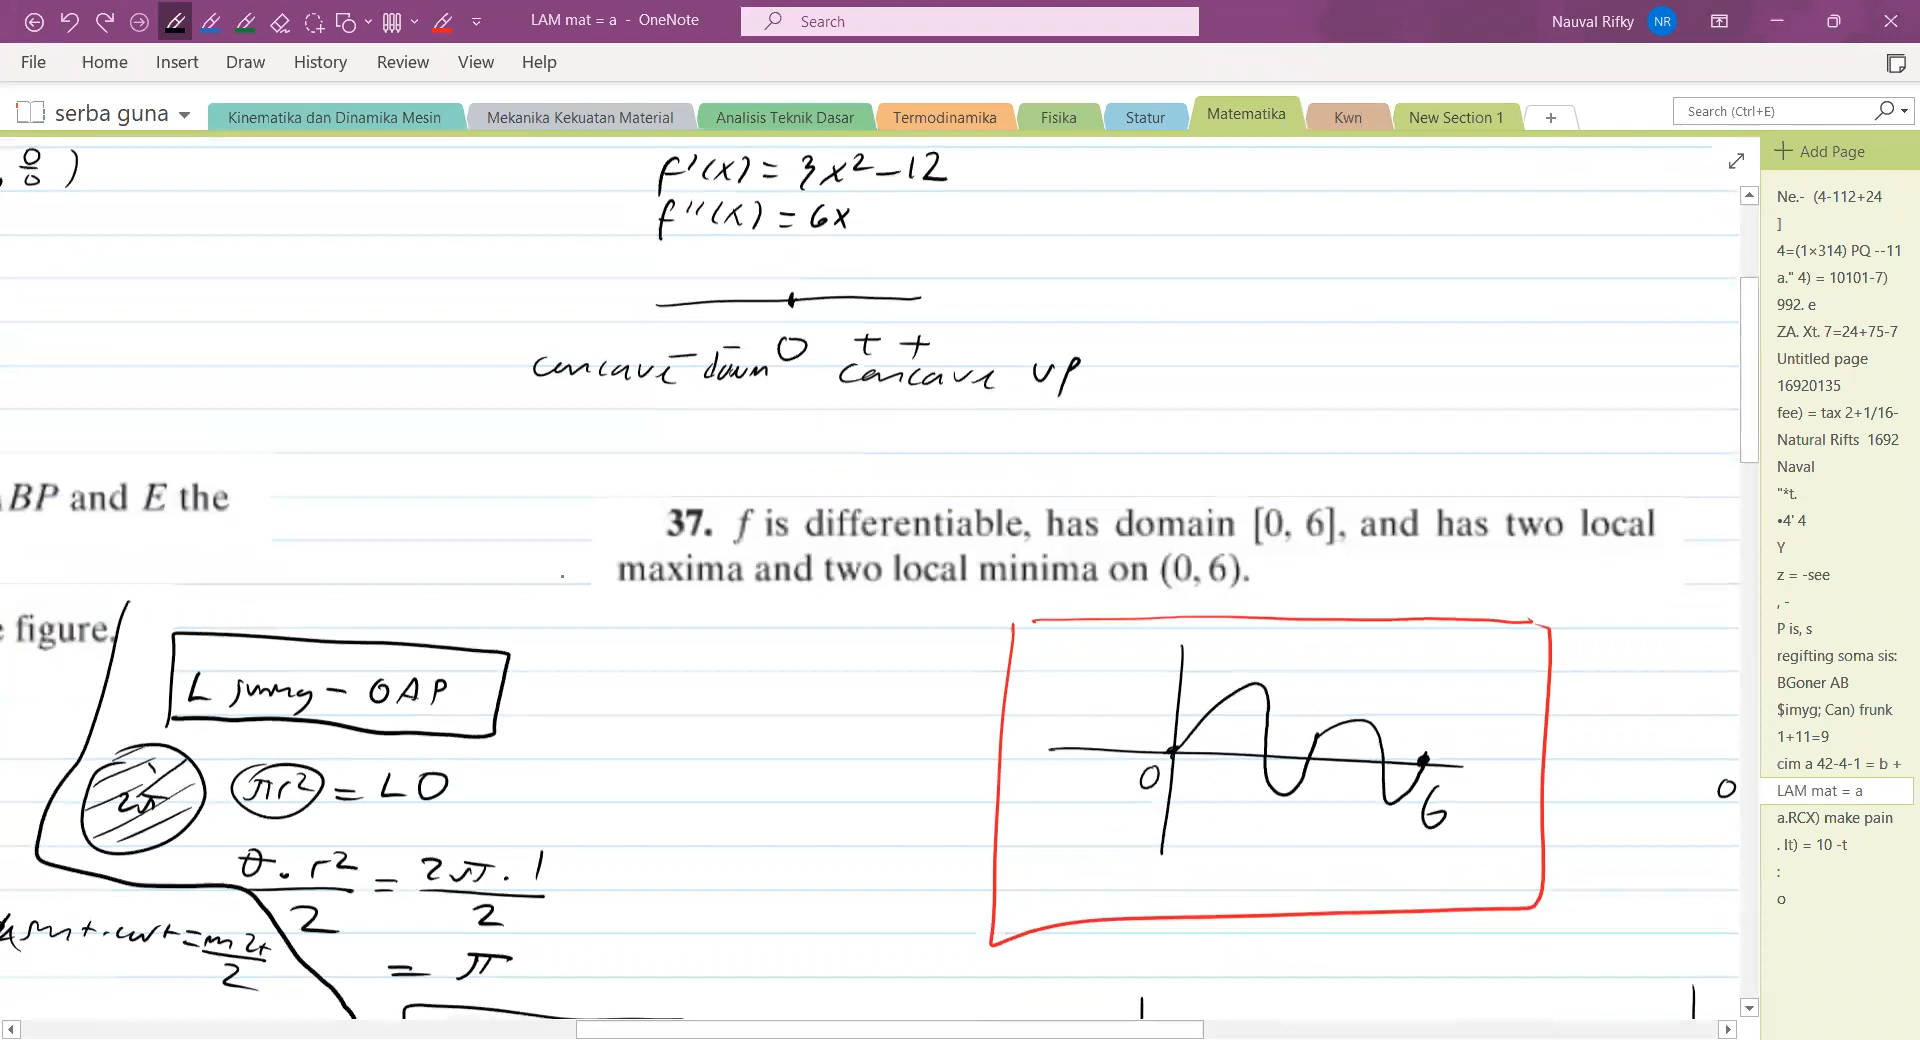 LAM mat = a - OneNote
Search
Nauval Rifky
NR
File Home Insert Draw History Review View Help
serba guna
Kinematika dan Dinamika Mesin
Mekanika Kekuatan Material
Analisis Teknik Dasar
Termodinamika
Fisika
Statur
Matematika
Kwn
New Section 1
+
Search (Ctrl+E)
Add Page
Ne.- (4-112+24
]
4=(1×314) PQ --11
a." 4) = 10101-7)
992. e
ZA. Xt. 7=24+75-7
Untitled page
16920135
fee) = tax 2+1/16-
Natural Rifts 1692
Naval
"*t.
•4' 4
Y
z = -see
, -
P is, s
regifting soma sis:
BGoner AB
$imyg; Can) frunk
1+11=9
cim a 42-4-1 = b +
LAM mat = a
a.RCX) make pain
. It) = 10 -t
:
o
, 0/0 )
f'(x) = 3x²-12
f''(x) = 6x
- - 0 + +
concave down concave up
BP and E the
37. f is differentiable, has domain [0, 6], and has two local
maxima and two local minima on (0, 6).
figure.
0
6
0
L - OAP
2π
πr² = LO
θ.r²/2 = 2π.1/2
= π